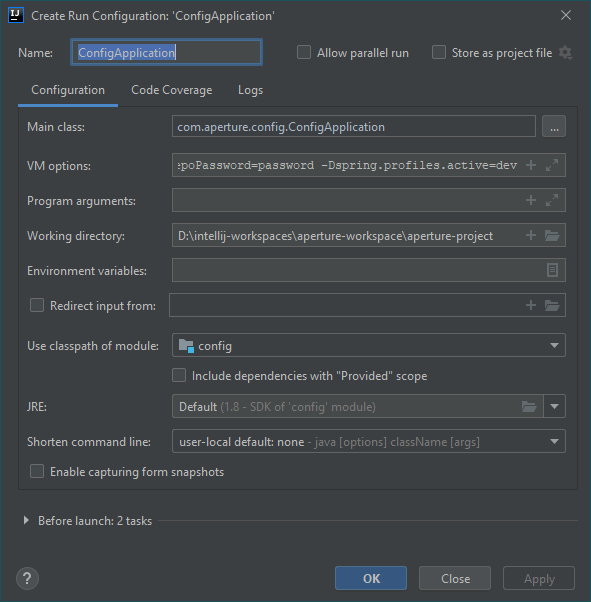 Create Run Configuration: 'ConfigApplication'
Name: ConfigApplication Allow parallel run Store as project file
Configuration Code Coverage Logs
Main class: com.aperture.config.ConfigApplication ...
VM options: :poPassword=password -Dspring.profiles.active=dev
Program arguments:
Working directory: D:\intellij-workspaces\aperture-workspace\aperture-project
Environment variables:
Redirect input from:
Use classpath of module: config
Include dependencies with "Provided" scope
JRE: Default (1.8 - SDK of 'config' module)
Shorten command line: user-local default: none - java [options] className [args]
Enable capturing form snapshots
Before launch: 2 tasks
? OK Close Apply